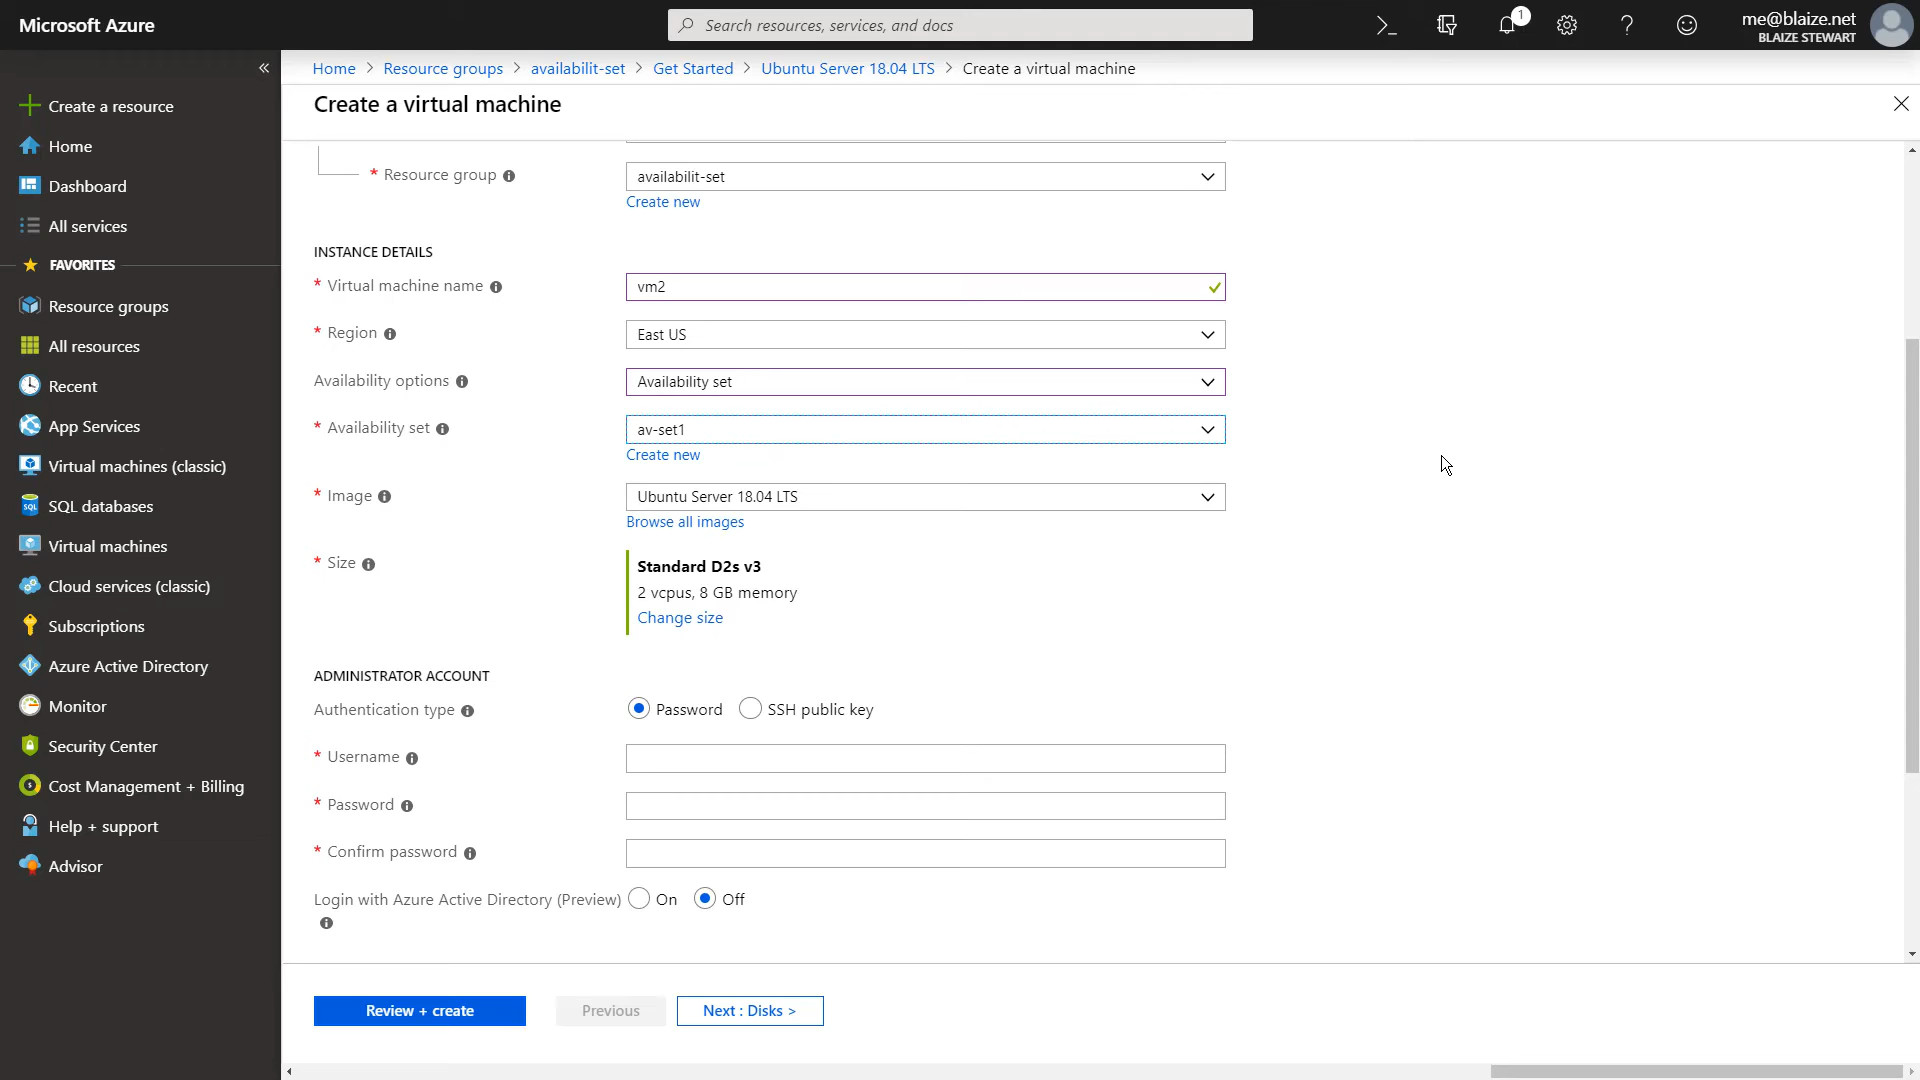 Microsoft Azure
Search resources, services, and docs
1
me@blaize.net
BLAIZE STEWART
Home > Resource groups > availabilit-set > Get Started > Ubuntu Server 18.04 LTS > Create a virtual machine
Create a virtual machine
Create a resource
Home
Dashboard
All services
FAVORITES
Resource groups
All resources
Recent
App Services
Virtual machines (classic)
SQL databases
Virtual machines
Cloud services (classic)
Subscriptions
Azure Active Directory
Monitor
Security Center
Cost Management + Billing
Help + support
Advisor
* Resource group availabilit-set
Create new
INSTANCE DETAILS
* Virtual machine name vm2
* Region East US
Availability options Availability set
* Availability set av-set1
Create new
* Image Ubuntu Server 18.04 LTS
Browse all images
* Size Standard D2s v3
2 vcpus, 8 GB memory
Change size
ADMINISTRATOR ACCOUNT
Authentication type Password SSH public key
* Username
* Password
* Confirm password
Login with Azure Active Directory (Preview) On Off
Review + create Previous Next : Disks >